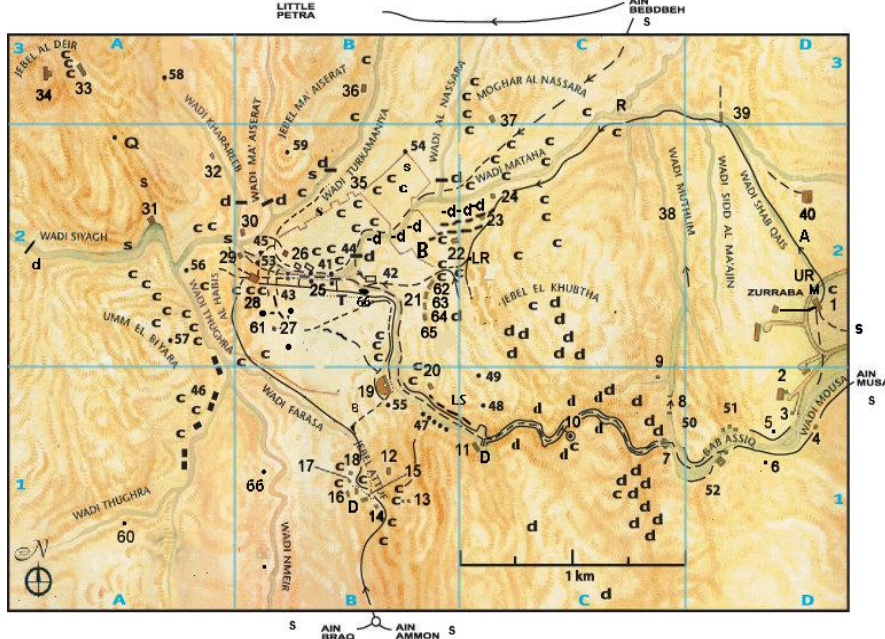 LITTLE
PETRA
AIN
BEBDBEH
S
3
A
B
C
D
3
JEBEL AL DEIR
C
C
C
C
34
33
58
C
36
C
MOGHAR AL NASSARA
C
C
C
C
37
C
R
C
39
WADI KHARAREEB
WADI MA' AISERAT
JEBEL MA' AISERAT
WADI TURKAMANIYA
WADI AL NASSARA
WADI MATAHA
WADI MUTHLIM
WADI SIDD AL MA'AJN
WADI SHAB QAIS
Q
59
54
S
32
35
24
38
40
A
S
31
30
23
2
WADI SIYAGH
d
S
29
45
53
26
44
41
42
B
22
LR
2
UR
M
ZURRABA
1
C
S
56
28
43
25
T
66
21
62
63
64
65
d
JEBEL EL KHUBTHA
WADI THUGHRA
AL HABIS
UMM EL BIYARA
57
61
27
AIN
MUSA
S
46
WADI FARASA
19
20
55
49
48
LS
47
9
8
50
51
2
3
5
4
WADI MOUSA
BAB ASSIQ
6
7
52
10
11
D
1
JEBEL ATTUF
17
18
12
15
16
D
13
14
1
WADI THUGHRA
66
60
WADI NMEIR
N
1 km
A
B
C
D
S
AIN
BRAQ
AIN
AMMON
S